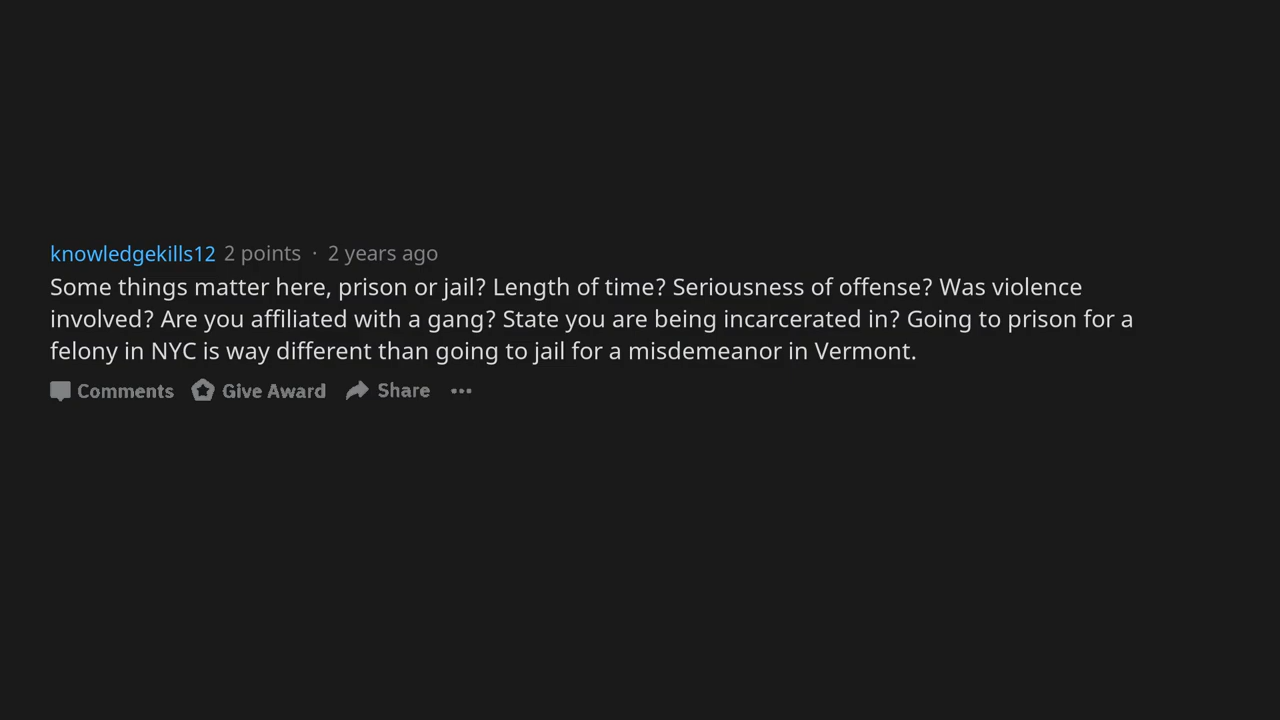 knowledgekills12 2 points · 2 years ago
Some things matter here, prison or jail? Length of time? Seriousness of offense? Was violence
involved? Are you affiliated with a gang? State you are being incarcerated in? Going to prison for a
felony in NYC is way different than going to jail for a misdemeanor in Vermont.
Comments Give Award Share ···